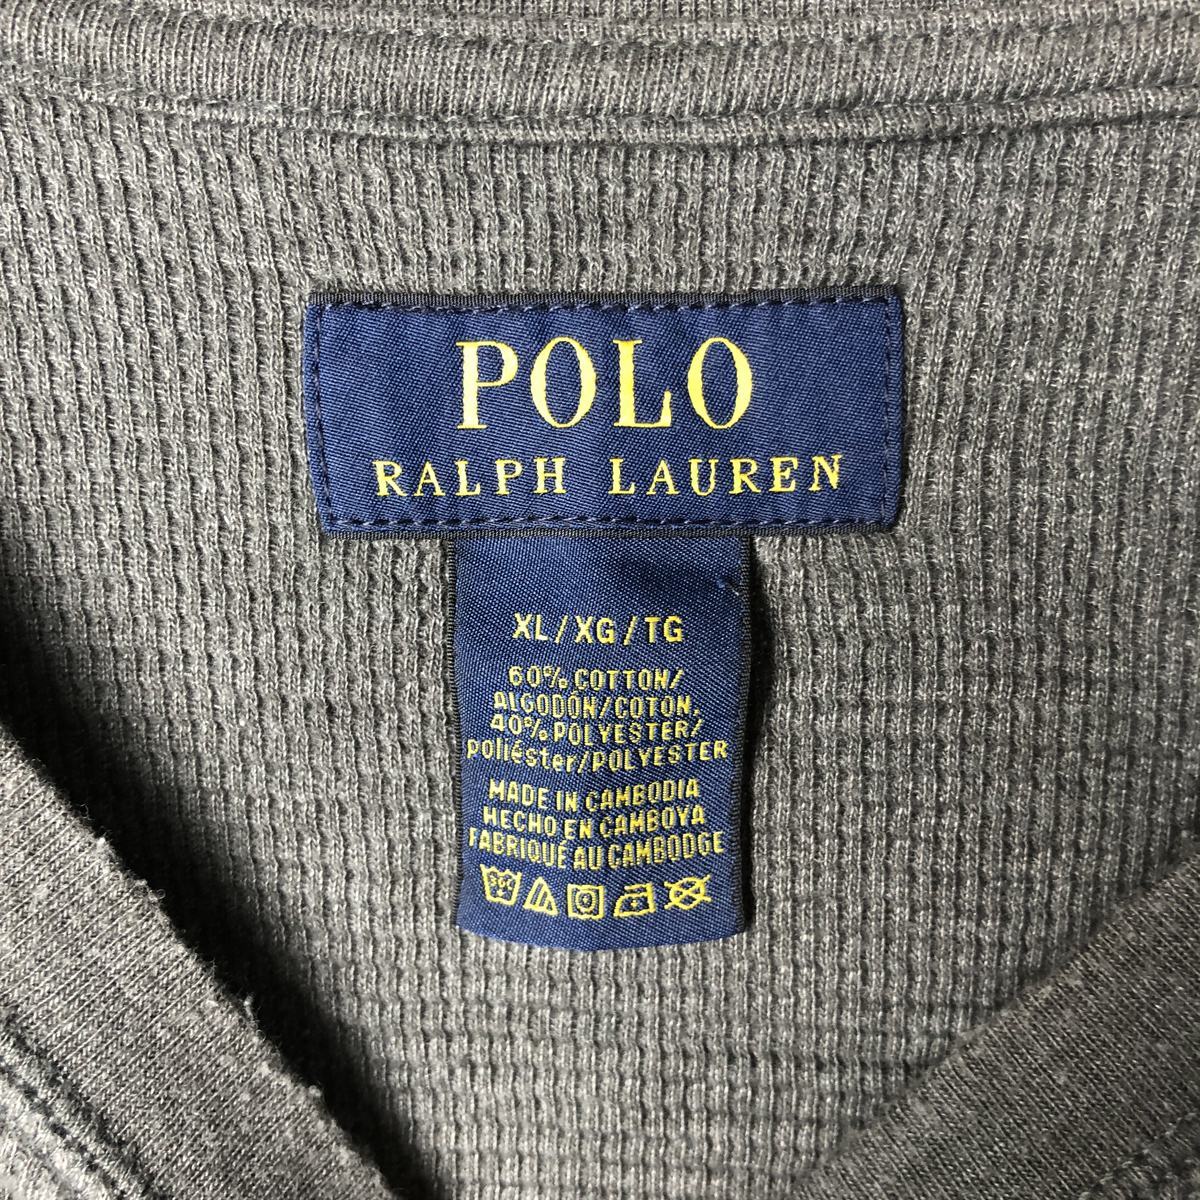 POLO
RALPH LAUREN
XL/XG/TG
60% COTTON/
ALGODÓN/COTON,
40% POLYESTER/
poliéster/POLYESTER
MADE IN CAMBODIA
HECHO EN CAMBOYA
FABRIQUÉ AU CAMBODGE